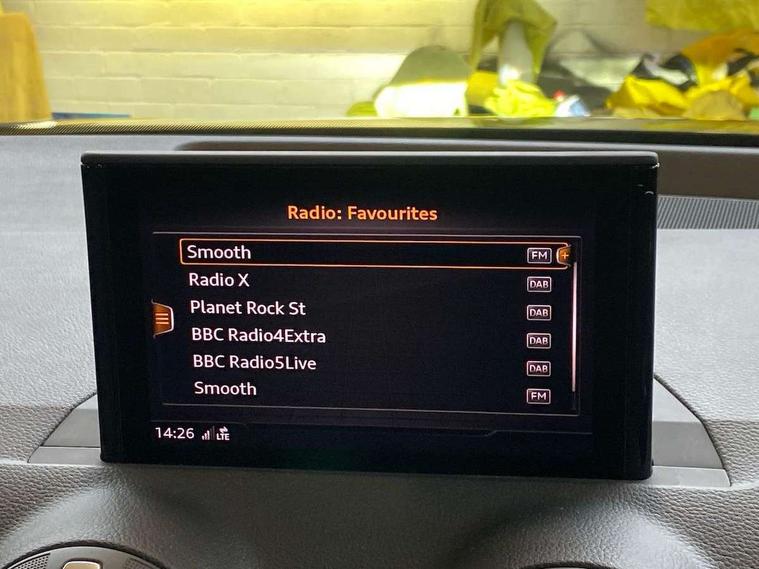 Radio: Favourites
Smooth FM
Radio X DAB
Planet Rock St DAB
BBC Radio4Extra DAB
BBC Radio5Live DAB
Smooth FM
14:26 LTE